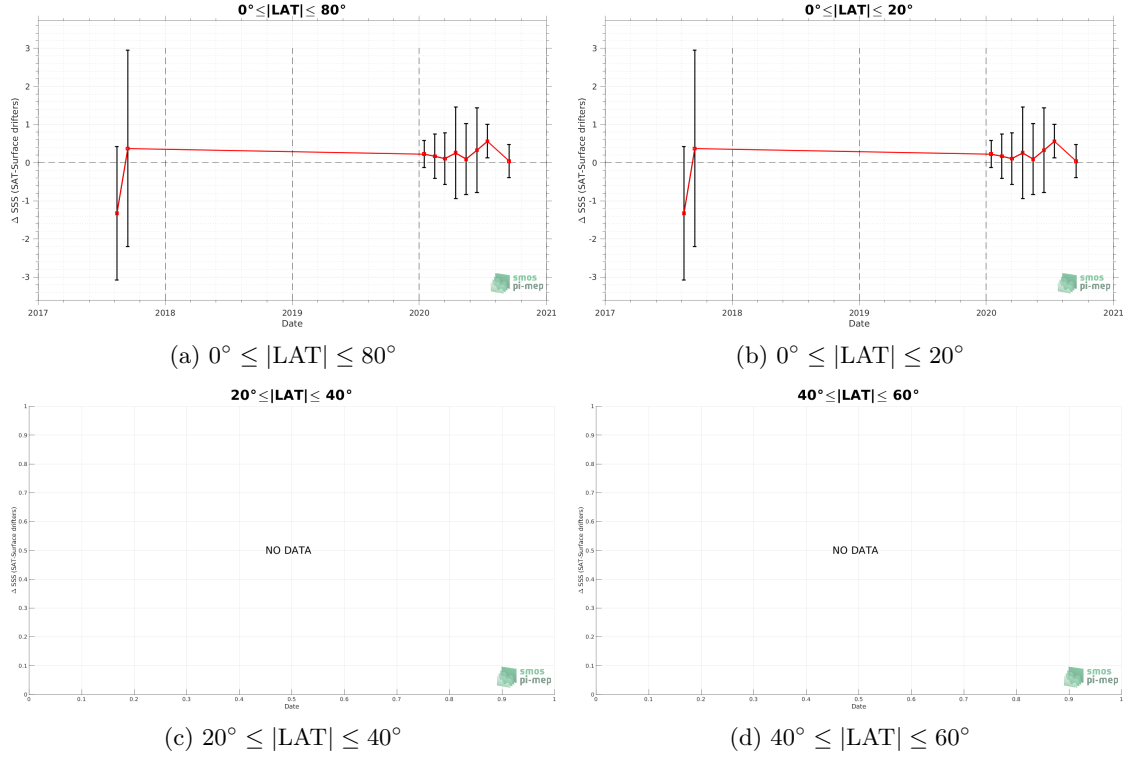 0°≤|LAT|≤ 80°
Δ SSS (SAT-Surface drifters)
3
2
1
0
-1
-2
-3
2017 2018 2019 2020 2021
Date
smos
pi-mep
(a) 0° ≤ |LAT| ≤ 80°
0°≤|LAT|≤ 20°
Δ SSS (SAT-Surface drifters)
3
2
1
0
-1
-2
-3
2017 2018 2019 2020 2021
Date
smos
pi-mep
(b) 0° ≤ |LAT| ≤ 20°
20°≤|LAT|≤ 40°
Δ SSS (SAT-Surface drifters)
1
0.9
0.8
0.7
0.6
0.5
0.4
0.3
0.2
0.1
0
NO DATA
0 0.1 0.2 0.3 0.4 0.5 0.6 0.7 0.8 0.9 1
Date
smos
pi-mep
(c) 20° ≤ |LAT| ≤ 40°
40°≤|LAT|≤ 60°
Δ SSS (SAT-Surface drifters)
1
0.9
0.8
0.7
0.6
0.5
0.4
0.3
0.2
0.1
0
NO DATA
0 0.1 0.2 0.3 0.4 0.5 0.6 0.7 0.8 0.9 1
Date
smos
pi-mep
(d) 40° ≤ |LAT| ≤ 60°